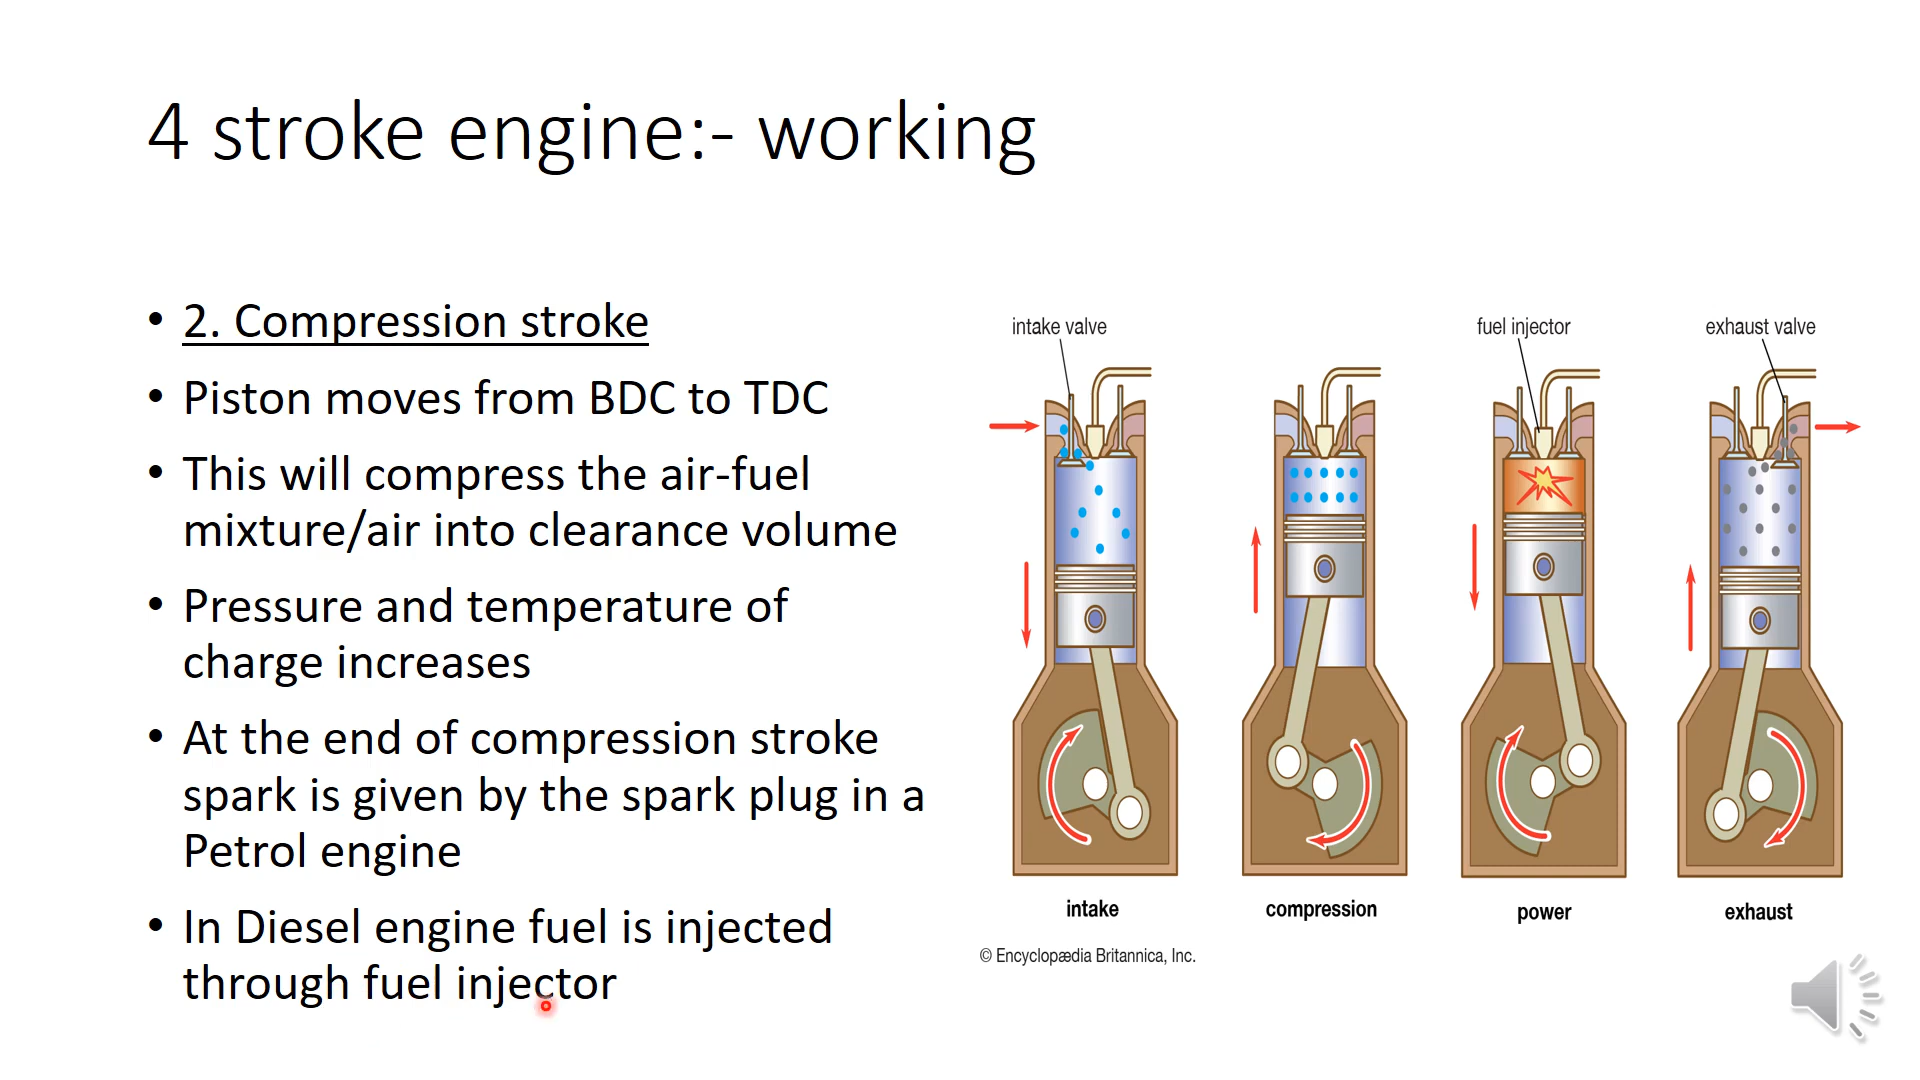 4 stroke engine:- working
• 2. Compression stroke
• Piston moves from BDC to TDC
• This will compress the air-fuel
mixture/air into clearance volume
• Pressure and temperature of
charge increases
• At the end of compression stroke
spark is given by the spark plug in a
Petrol engine
• In Diesel engine fuel is injected
through fuel injector
intake valve
fuel injector
exhaust valve
intake
compression
power
exhaust
© Encyclopædia Britannica, Inc.